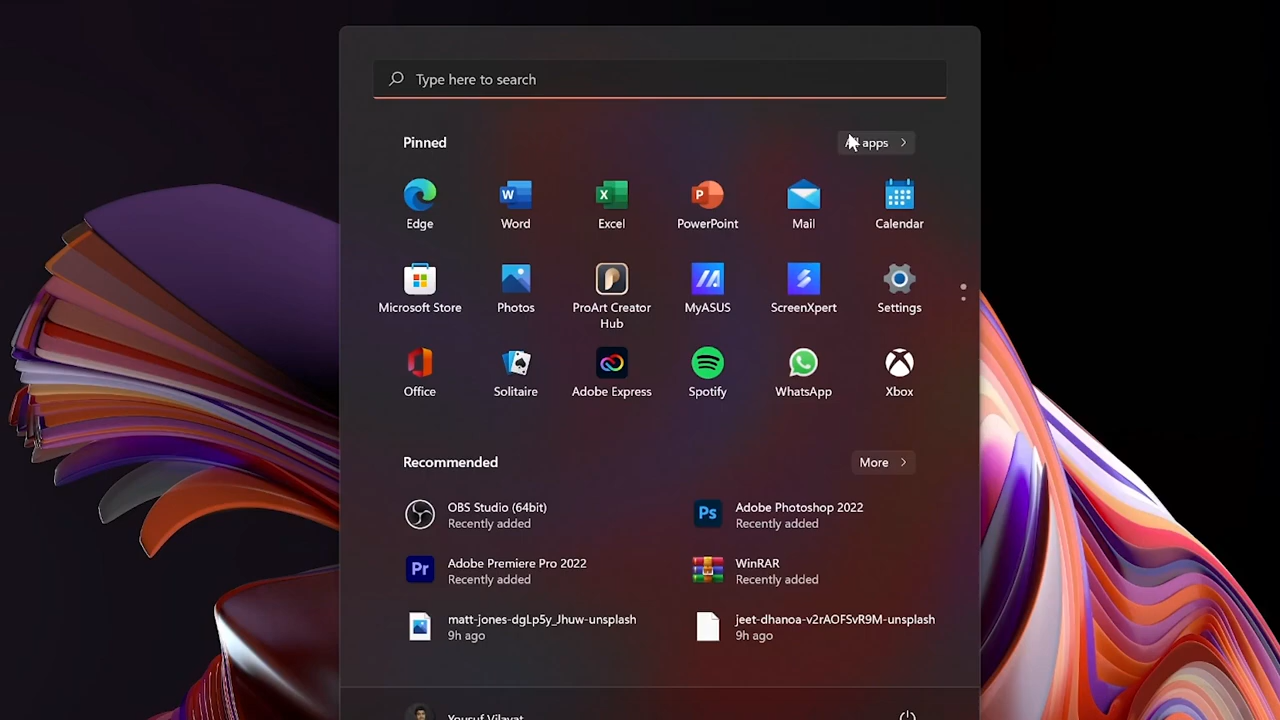 Type here to search
Pinned
All apps
Edge
Word
Excel
PowerPoint
Mail
Calendar
Microsoft Store
Photos
ProArt Creator
Hub
MyASUS
ScreenXpert
Settings
Office
Solitaire
Adobe Express
Spotify
WhatsApp
Xbox
Recommended
More
OBS Studio (64bit)
Recently added
Adobe Photoshop 2022
Recently added
Adobe Premiere Pro 2022
Recently added
WinRAR
Recently added
matt-jones-dgLp5y_Jhuw-unsplash
9h ago
jeet-dhanoa-v2rAOFSvR9M-unsplash
9h ago
Yousuf Vilayat